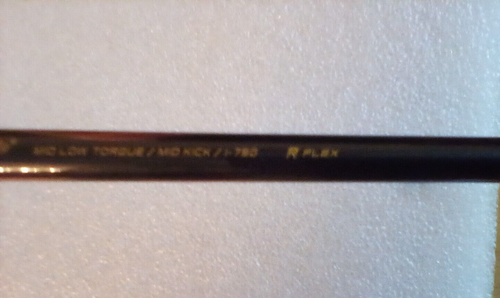 MID LOW TORQUE / MID KICK / I-750 R FLEX